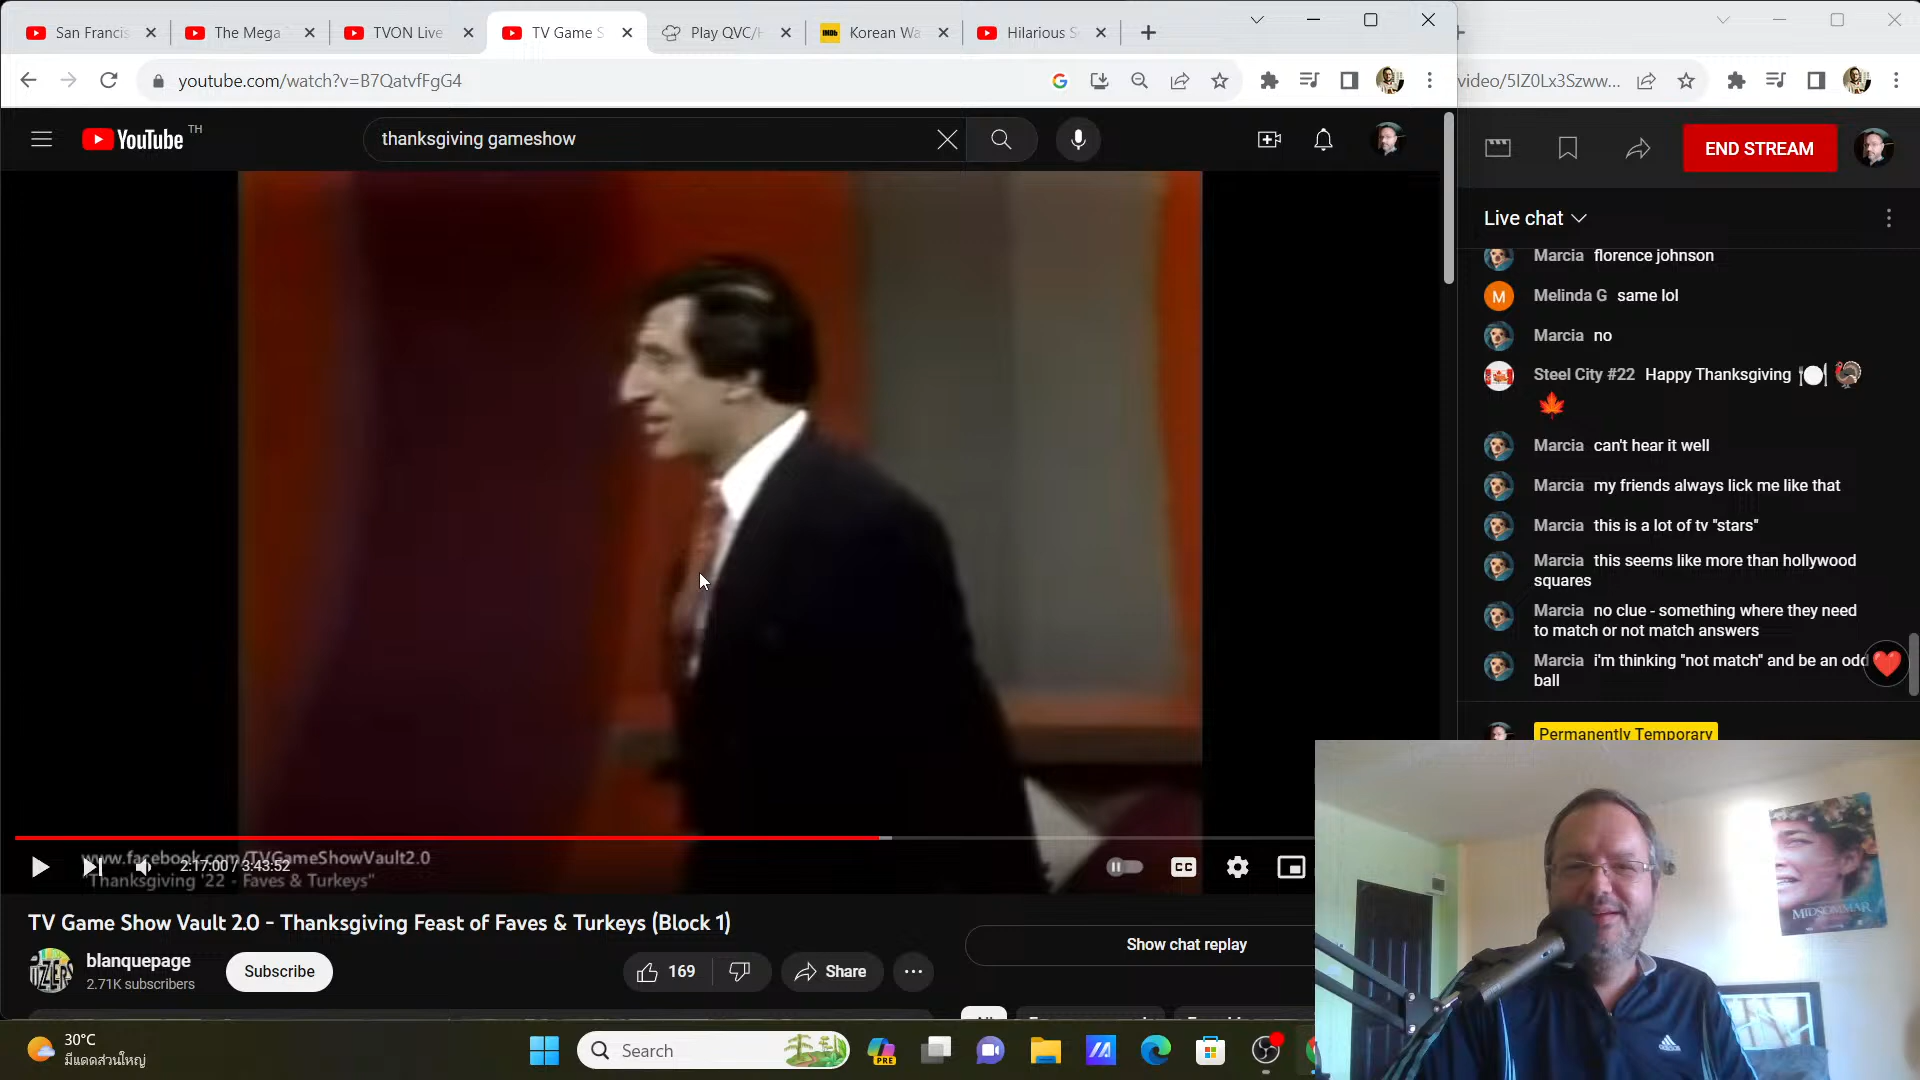 San Francis
The Mega
TVON Live
TV Game S
Play QVC/H
Korean Wa
Hilarious S
youtube.com/watch?v=B7QatvfFgG4
video/5IZ0Lx3Szww...
YouTube TH
thanksgiving gameshow
END STREAM
Live chat
Marcia florence johnson
M Melinda G same lol
Marcia no
Steel City #22 Happy Thanksgiving 🍽️ 🦃
🍁
Marcia can't hear it well
Marcia my friends always lick me like that
Marcia this is a lot of tv "stars"
Marcia this seems like more than hollywood
squares
Marcia no clue - something where they need
to match or not match answers
Marcia i'm thinking "not match" and be an odd
ball
Permanently Temporary
www.facebook.com/TVGameShowVault2.0
2:17:00 / 3:43:52
"Thanksgiving '22 - Faves & Turkeys"
CC
TV Game Show Vault 2.0 - Thanksgiving Feast of Faves & Turkeys (Block 1)
blanquepage
2.71K subscribers
Subscribe
169
Share
Show chat replay
MIDSOMMAR
30°C
มีแดดส่วนใหญ่
Search
PRE